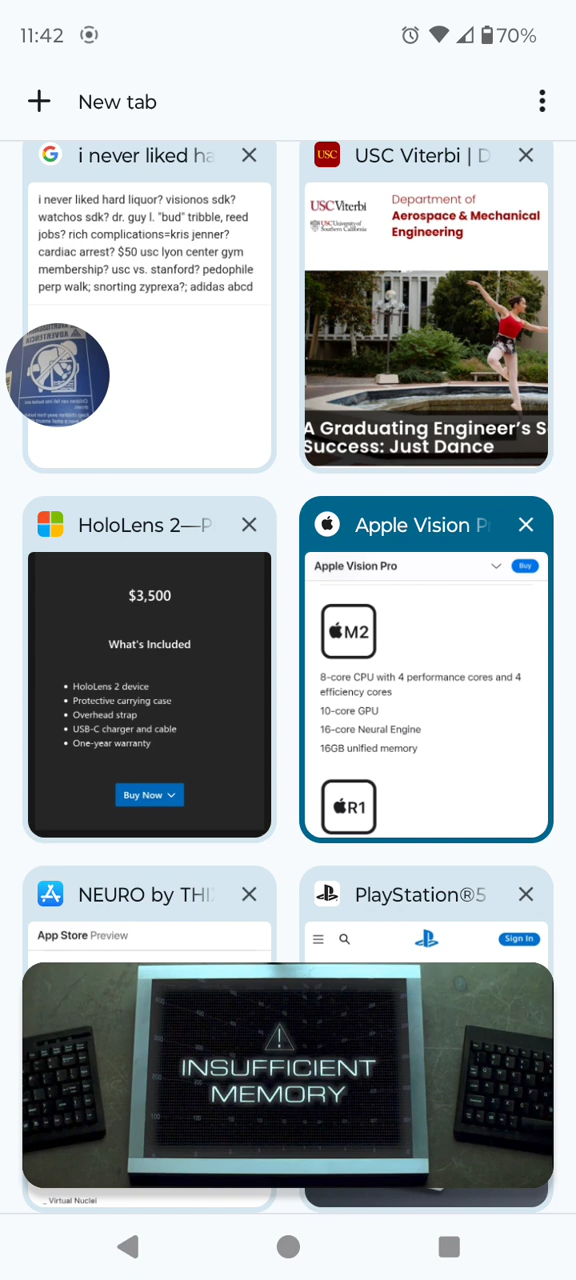 11:42
70%
New tab
i never liked ha
i never liked hard liquor? visionos sdk?
watchos sdk? dr. guy l. "bud" tribble, reed
jobs? rich complications=kris jenner?
cardiac arrest? $50 usc lyon center gym
membership? usc vs. stanford? pedophile
perp walk; snorting zyprexa?; adidas abcd
USC
USC Viterbi | D
USC Viterbi
USC University of
Southern California
Department of
Aerospace & Mechanical
Engineering
A Graduating Engineer's S
Success: Just Dance
ADVERTENCIA
HoloLens 2—P
$3,500
What's Included
• HoloLens 2 device
• Protective carrying case
• Overhead strap
• USB-C charger and cable
• One-year warranty
Buy Now
Apple Vision P
Apple Vision Pro
Buy
M2
8-core CPU with 4 performance cores and 4
efficiency cores
10-core GPU
16-core Neural Engine
16GB unified memory
R1
NEURO by THI
App Store Preview
PlayStation®5
Sign In
INSUFFICIENT
MEMORY
_ Virtual Nuclei